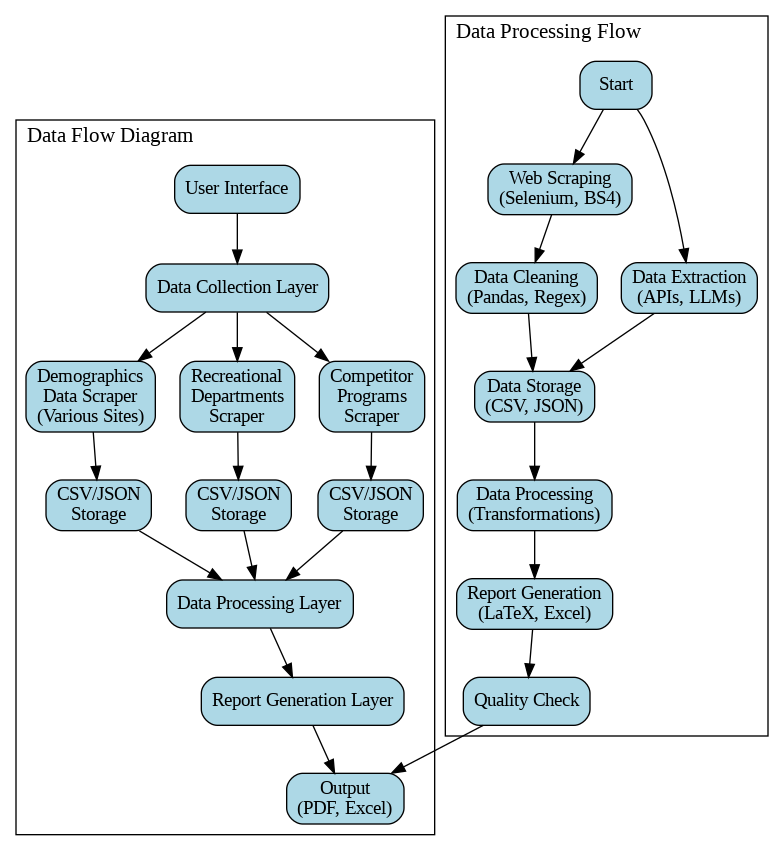 Data Processing Flow
Start
Web Scraping
(Selenium, BS4)
Data Cleaning
(Pandas, Regex)
Data Extraction
(APIs, LLMs)
Data Storage
(CSV, JSON)
Data Processing
(Transformations)
Report Generation
(LaTeX, Excel)
Quality Check
Data Flow Diagram
User Interface
Data Collection Layer
Demographics
Data Scraper
(Various Sites)
Recreational
Departments
Scraper
Competitor
Programs
Scraper
CSV/JSON
Storage
CSV/JSON
Storage
CSV/JSON
Storage
Data Processing Layer
Report Generation Layer
Output
(PDF, Excel)